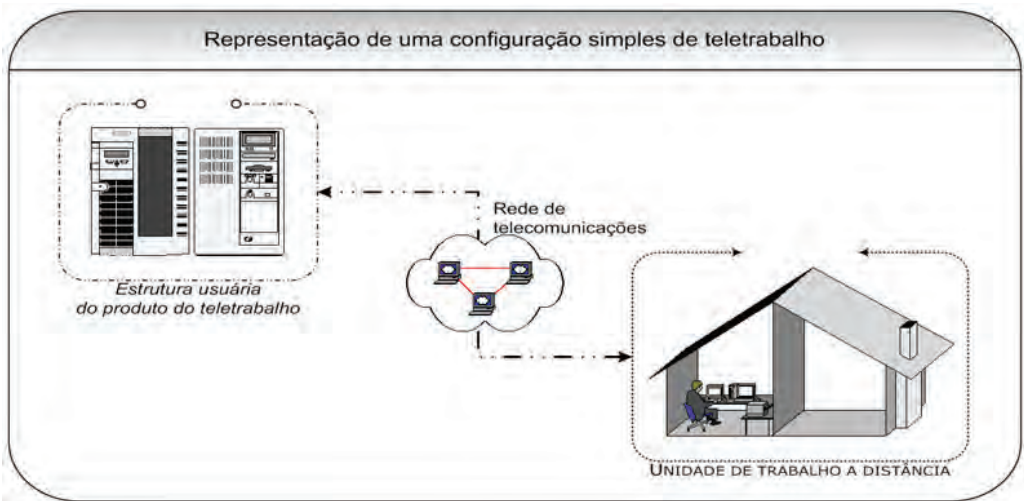 Representação de uma configuração simples de teletrabalho
Rede de
telecomunicações
Estrutura usuária
do produto do teletrabalho
UNIDADE DE TRABALHO A DISTÂNCIA